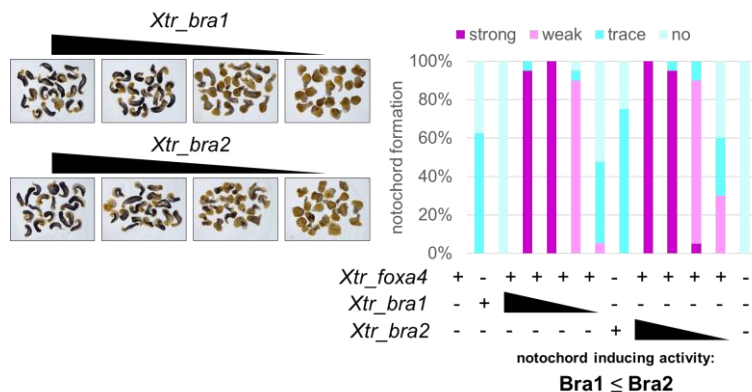 Xtr_bra1
Xtr_bra2
strong weak trace no
notochord formation
100%
80%
60%
40%
20%
0%
Xtr_foxa4 + - + + + + - + + + + -
Xtr_bra1 - + - - - - - -
Xtr_bra2 - - - - - - + -
notochord inducing activity:
Bra1 ≤ Bra2